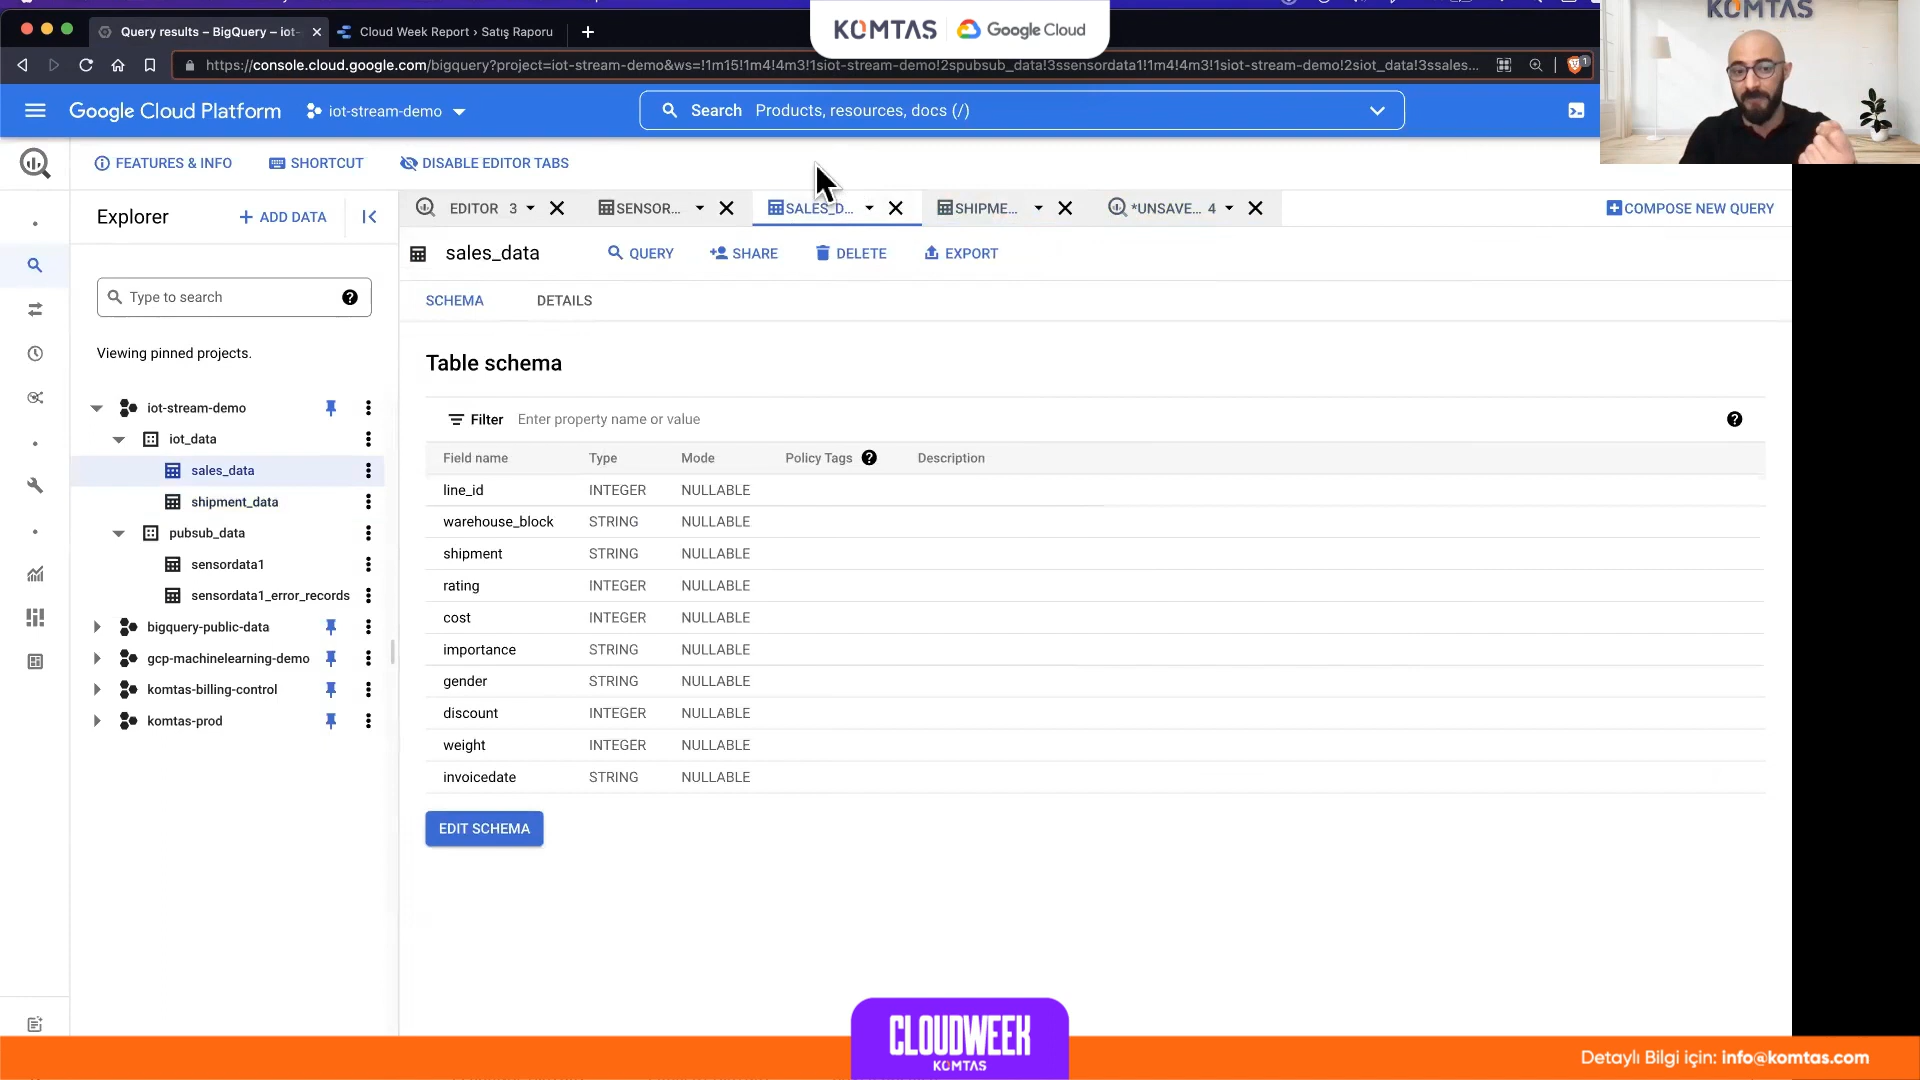 KOMTAS Google Cloud
KOMTAS
Query results – BigQuery – iot-
Cloud Week Report › Satış Raporu
https://console.cloud.google.com/bigquery?project=iot-stream-demo&ws=!1m15!1m4!4m3!1siot-stream-demo!2spubsub_data!3ssensordata1!1m4!4m3!1siot-stream-demo!2siot_data!3ssales...
1
Google Cloud Platform
iot-stream-demo
Search Products, resources, docs (/)
FEATURES & INFO
SHORTCUT
DISABLE EDITOR TABS
Explorer
+ ADD DATA
EDITOR 3
SENSOR...
SALES_D...
SHIPME...
*UNSAVE... 4
COMPOSE NEW QUERY
sales_data
QUERY
SHARE
DELETE
EXPORT
Type to search
SCHEMA
DETAILS
Viewing pinned projects.
iot-stream-demo
iot_data
sales_data
shipment_data
pubsub_data
sensordata1
sensordata1_error_records
bigquery-public-data
gcp-machinelearning-demo
komtas-billing-control
komtas-prod
Table schema
Filter Enter property name or value
Field name Type Mode Policy Tags Description
line_id INTEGER NULLABLE
warehouse_block STRING NULLABLE
shipment STRING NULLABLE
rating INTEGER NULLABLE
cost INTEGER NULLABLE
importance STRING NULLABLE
gender STRING NULLABLE
discount INTEGER NULLABLE
weight INTEGER NULLABLE
invoicedate STRING NULLABLE
EDIT SCHEMA
CLOUDWEEK
KOMTAS
Detaylı Bilgi için: info@komtas.com